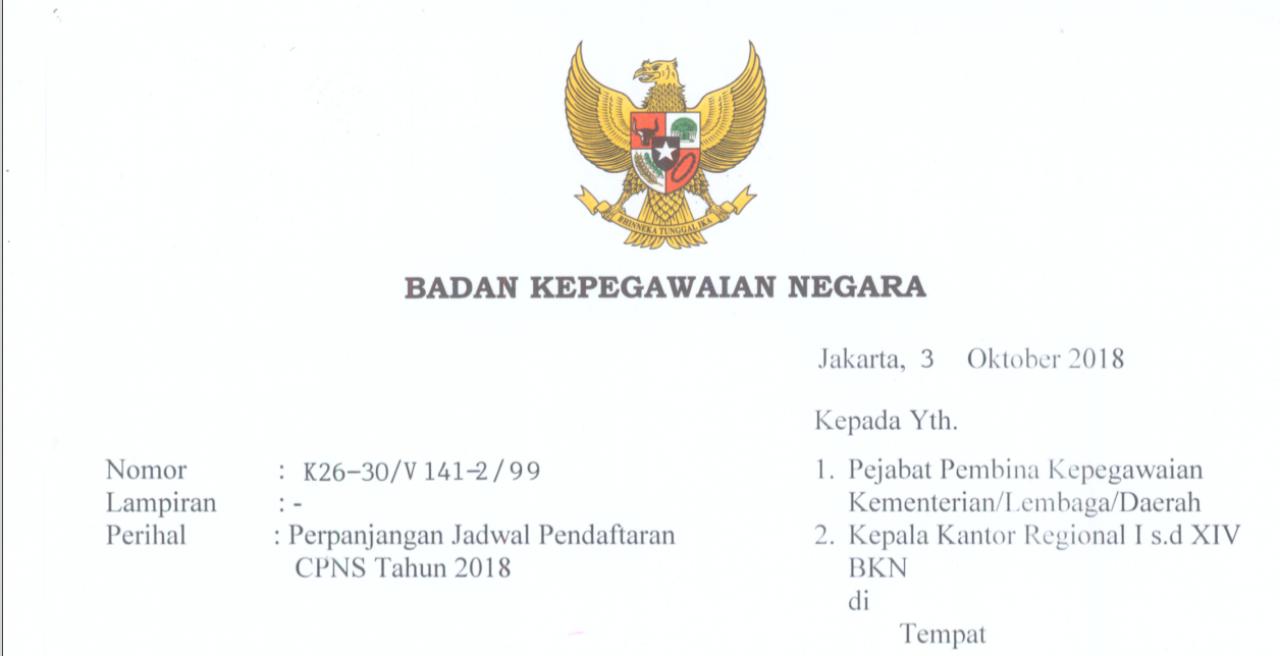 BHINNEKA TUNGGAL IKA
BADAN KEPEGAWAIAN NEGARA
Jakarta, 3 Oktober 2018
Kepada Yth.
Nomor : K26-30/V 141-2/99
Lampiran : -
Perihal : Perpanjangan Jadwal Pendaftaran
CPNS Tahun 2018
1. Pejabat Pembina Kepegawaian
Kementerian/Lembaga/Daerah
2. Kepala Kantor Regional I s.d XIV
BKN
di
Tempat